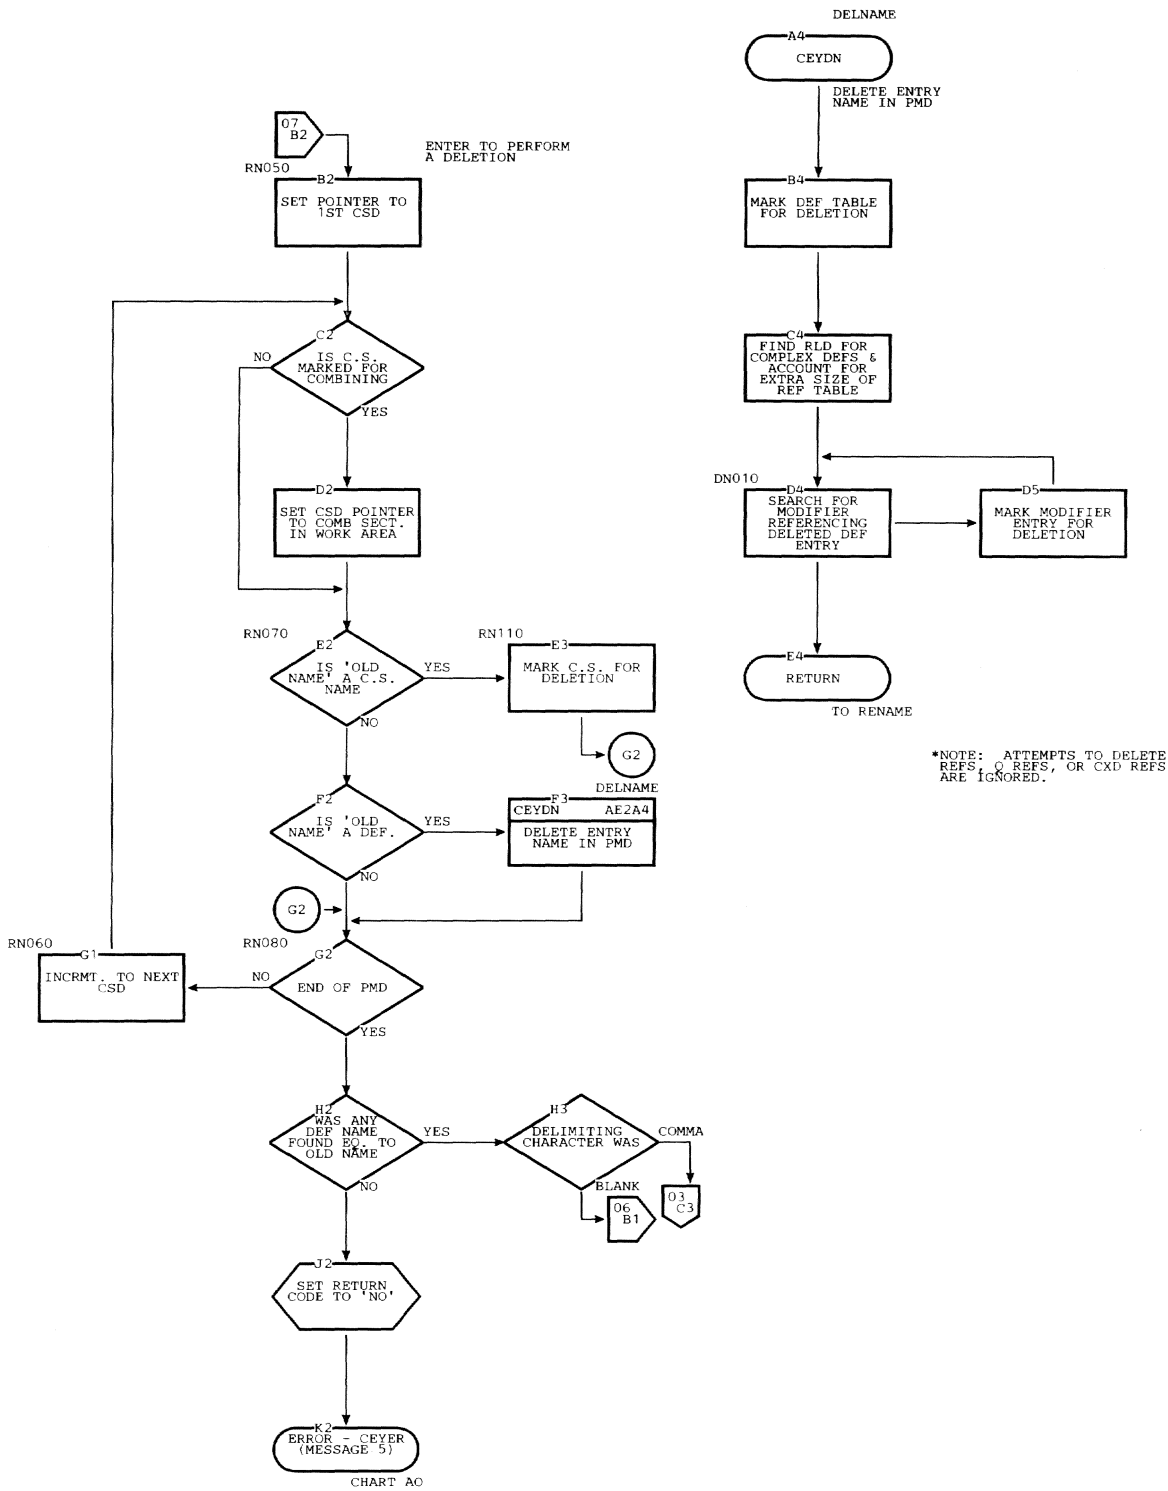 DELNAME
A4
CEYDN
DELETE ENTRY
NAME IN PMD
07
B2
ENTER TO PERFORM
A DELETION
RN050
B2
SET POINTER TO
1ST CSD
B4
MARK DEF TABLE
FOR DELETION
C2
IS C.S.
MARKED FOR
COMBINING
NO
YES
C4
FIND RLD FOR
COMPLEX DEFS &
ACCOUNT FOR
EXTRA SIZE OF
REF TABLE
D2
SET CSD POINTER
TO COMB SECT.
IN WORK AREA
DN010
D4
SEARCH FOR
MODIFIER
REFERENCING
DELETED DEF
ENTRY
D5
MARK MODIFIER
ENTRY FOR
DELETION
RN070
E2
IS 'OLD
NAME' A C.S.
NAME
YES
NO
RN110
E3
MARK C.S. FOR
DELETION
E4
RETURN
TO RENAME
G2
*NOTE: ATTEMPTS TO DELETE
REFS, Q REFS, OR CXD REFS
ARE IGNORED.
DELNAME
F2
IS 'OLD
NAME' A DEF.
YES
NO
F3
CEYDN AE2A4
DELETE ENTRY
NAME IN PMD
G2
RN060
G1
INCRMT. TO NEXT
CSD
RN080
G2
END OF PMD
NO
YES
H2
WAS ANY
DEF NAME
FOUND EQ. TO
OLD NAME
YES
NO
H3
DELIMITING
CHARACTER WAS
COMMA
BLANK
03
C3
06
B1
J2
SET RETURN
CODE TO 'NO'
K2
ERROR - CEYER
(MESSAGE 5)
CHART AO